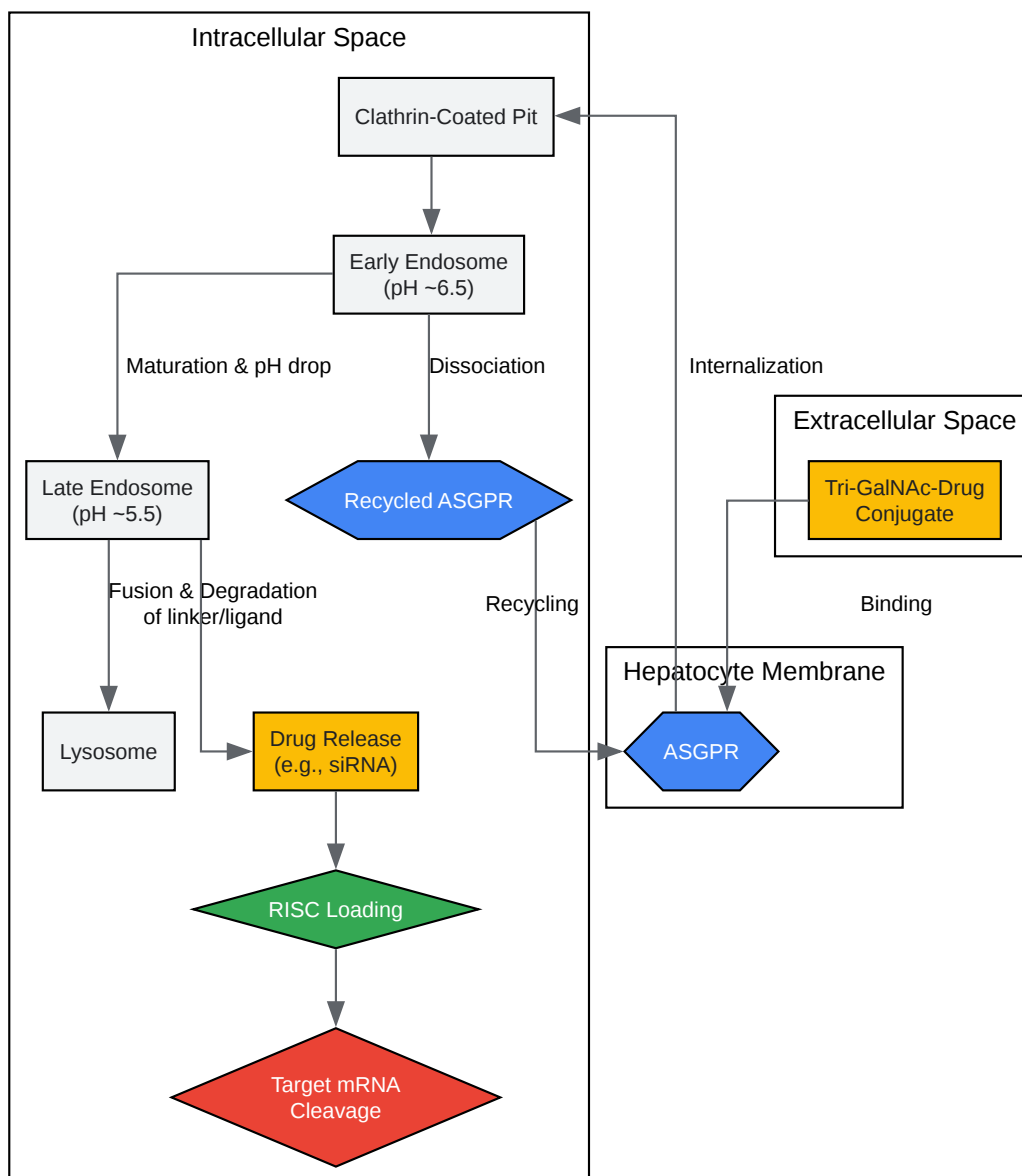 Intracellular Space
Clathrin-Coated Pit
Early Endosome
(pH ~6.5)
Maturation & pH drop
Dissociation
Internalization
Extracellular Space
Tri-GalNAc-Drug
Conjugate
Late Endosome
(pH ~5.5)
Recycled ASGPR
Fusion & Degradation
of linker/ligand
Recycling
Binding
Hepatocyte Membrane
Lysosome
Drug Release
(e.g., siRNA)
ASGPR
RISC Loading
Target mRNA
Cleavage